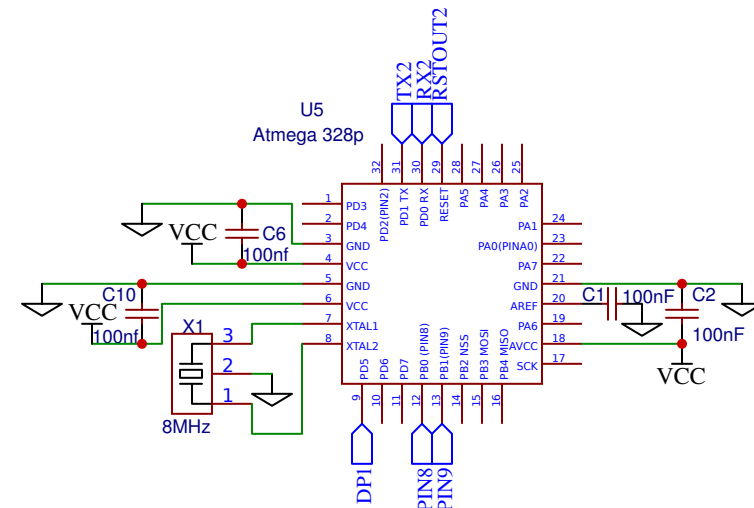 TX2
RX2
RSTOUT2
U5
Atmega 328p
32
31
30
29
28
27
26
25
PD2(PIN2)
PD1 TX
PD0 RX
RESET
PA5
PA4
PA3
PA2
1 PD3
2 PD4
3 GND
4 VCC
5 GND
6 VCC
7 XTAL1
8 XTAL2
PA1 24
PA0(PINA0) 23
PA7 22
GND 21
AREF 20
PA6 19
AVCC 18
SCK 17
PD5
PD6
PD7
PB0 (PIN8)
PB1(PIN9)
PB2 NSS
PB3 MOSI
PB4 MISO
9
10
11
12
13
14
15
16
VCC
C6
100nf
C10
VCC
100nf
X1
3
2
1
8MHz
C1
100nF
C2
100nF
VCC
DP1
PIN8
PIN9